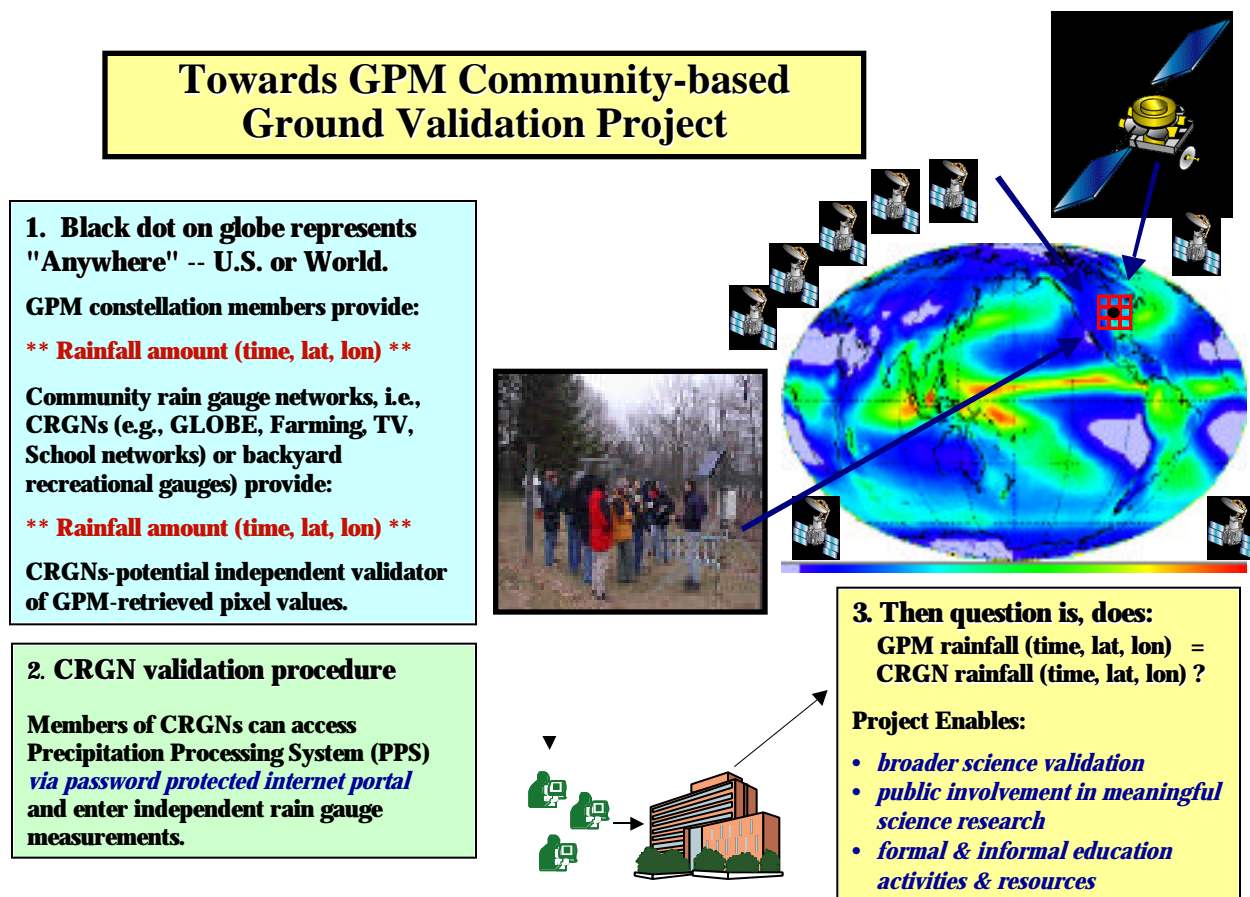 Towards GPM Community-based
Ground Validation Project
1. Black dot on globe represents
"Anywhere" -- U.S. or World.
GPM constellation members provide:
** Rainfall amount (time, lat, lon) **
Community rain gauge networks, i.e.,
CRGNs (e.g., GLOBE, Farming, TV,
School networks) or backyard
recreational gauges) provide:
** Rainfall amount (time, lat, lon) **
CRGNs-potential independent validator
of GPM-retrieved pixel values.
2. CRGN validation procedure
Members of CRGNs can access
Precipitation Processing System (PPS)
via password protected internet portal
and enter independent rain gauge
measurements.
3. Then question is, does:
GPM rainfall (time, lat, lon) =
CRGN rainfall (time, lat, lon) ?
Project Enables:
• broader science validation
• public involvement in meaningful
science research
• formal & informal education
activities & resources